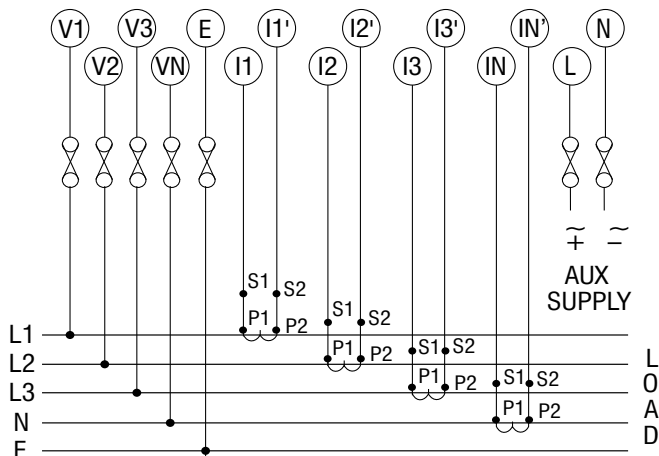 V1 V3 E I1' I2' I3' IN’ N
V2 VN I1 I2 I3 IN L
~ ~
+ −
AUX
SUPPLY
S1 S2
P1 P2
S1 S2
P1 P2
S1 S2
P1 P2
S1 S2
P1 P2
L1
L2
L3
N
E
L
O
A
D